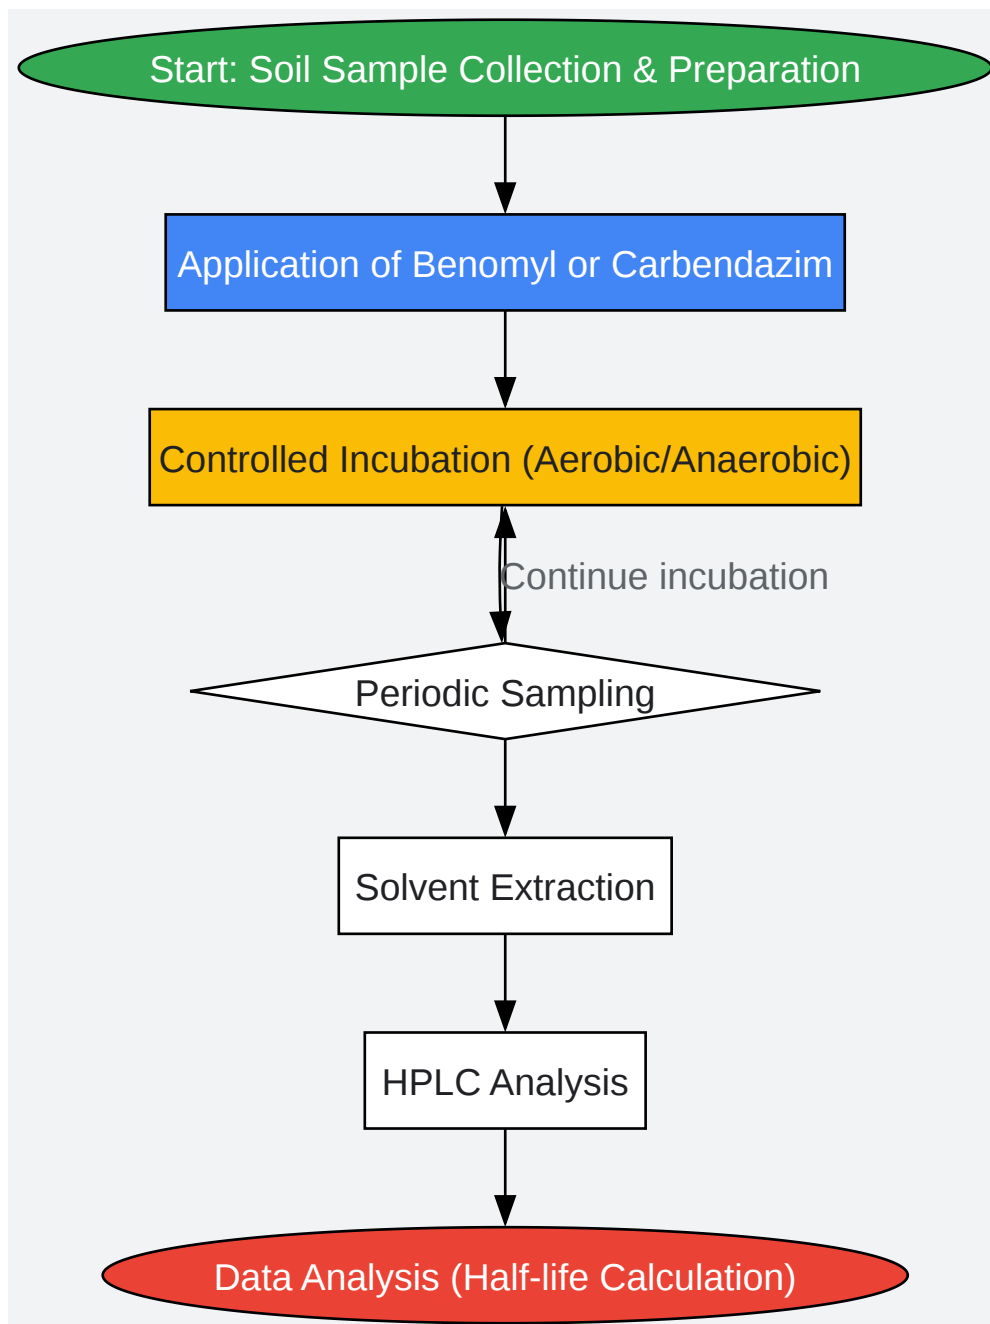 Start: Soil Sample Collection & Preparation
Application of Benomyl or Carbendazim
Controlled Incubation (Aerobic/Anaerobic)
Continue incubation
Periodic Sampling
Solvent Extraction
HPLC Analysis
Data Analysis (Half-life Calculation)